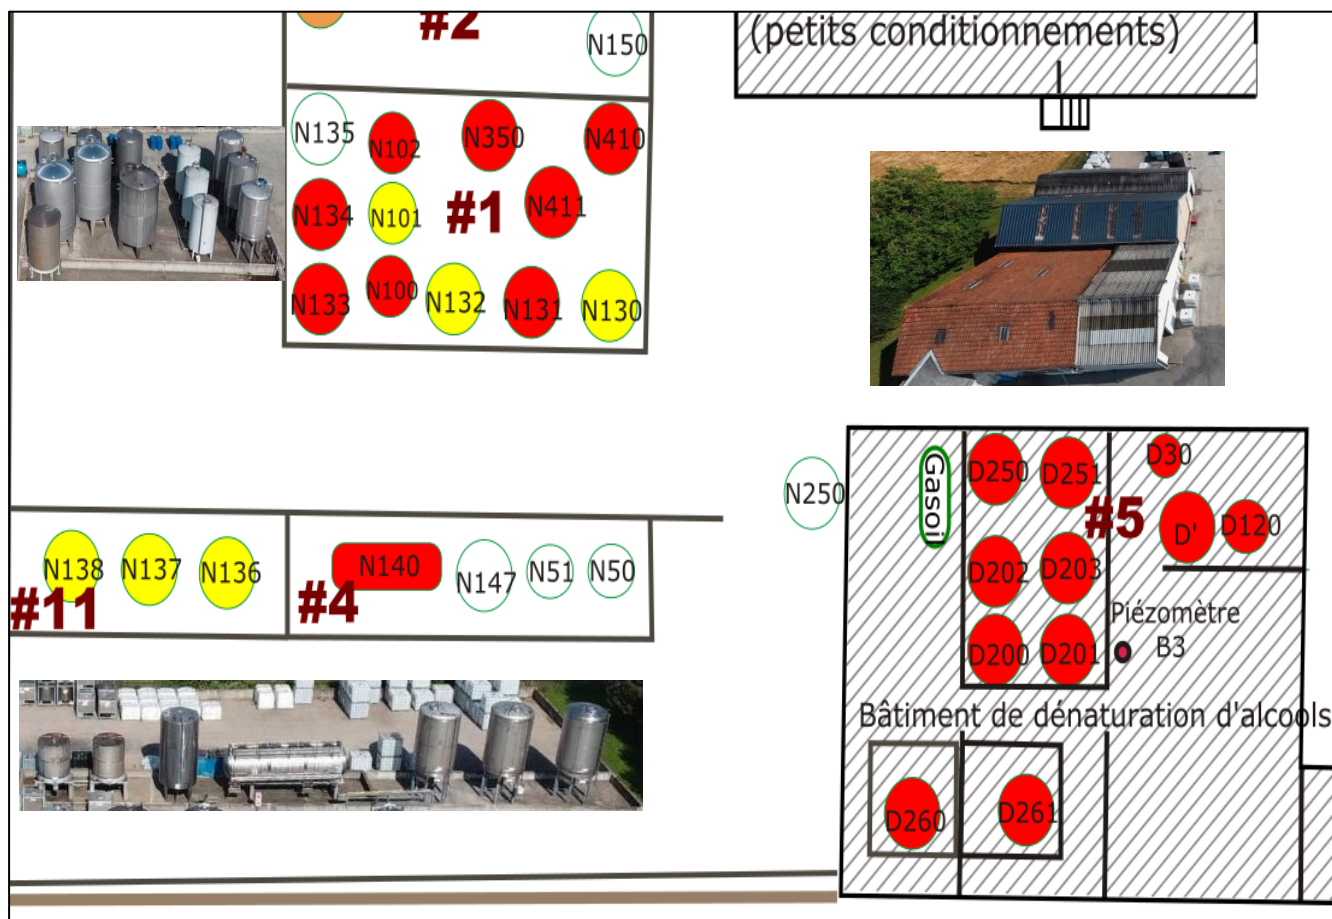 #2
N150
(petits conditionnements)
N135
N102
N350
N410
N134
N101
#1
N411
N133
N100
N132
N131
N130
N250
Gasoil
D250
D251
D30
#5
D'
D120
D202
D203
D200
D201
Piézomètre
B3
N138
N137
N136
#11
N140
N147
N51
N50
#4
Bâtiment de dénaturation d'alcools
D260
D261